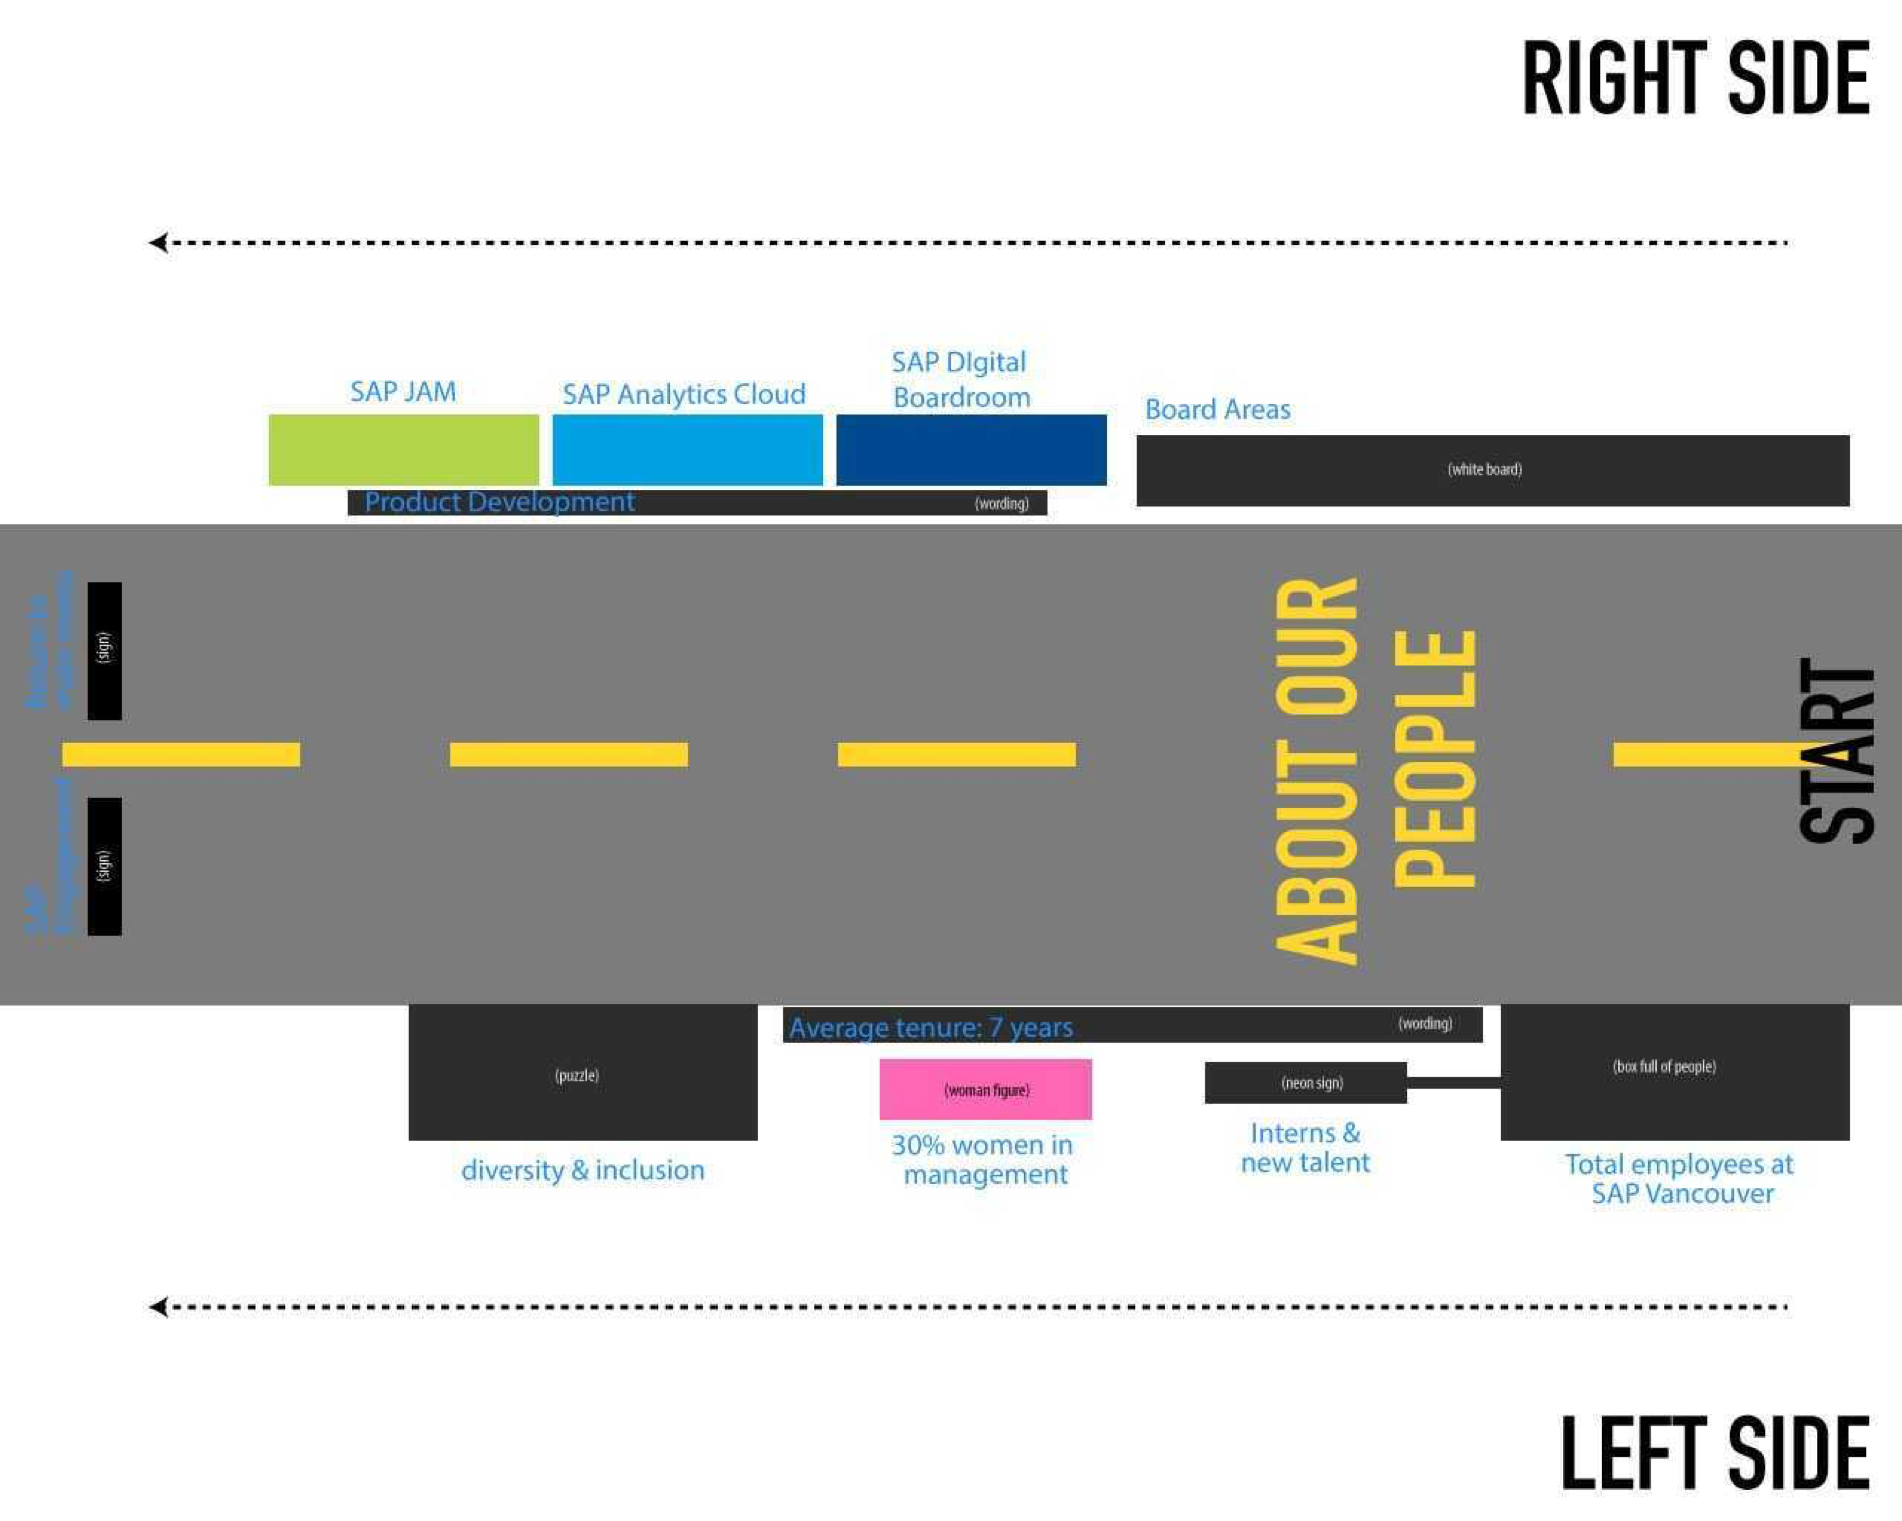 RIGHT SIDE
SAP DIgital
Boardroom
SAP JAM
SAP Analytics Cloud
Board Areas
(white board)
Product Development
(wording)
(sign)
ABOUT OUR
PEOPLE
START
SAP
(sign)
Average tenure: 7 years
(wording)
(puzzle)
(woman figure)
(neon sign)
(box full of people)
30% women in
management
Interns &
new talent
diversity & inclusion
Total employees at
SAP Vancouver
LEFT SIDE